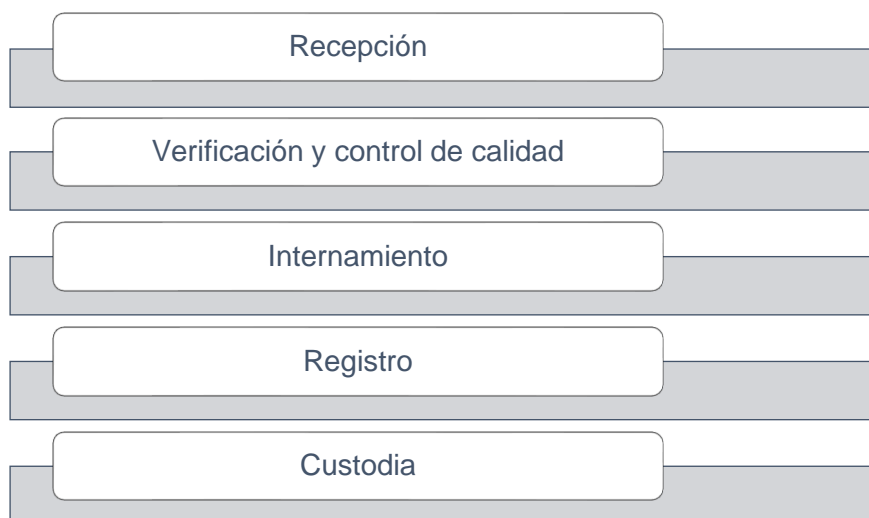 Recepción
Verificación y control de calidad
Internamiento
Registro
Custodia